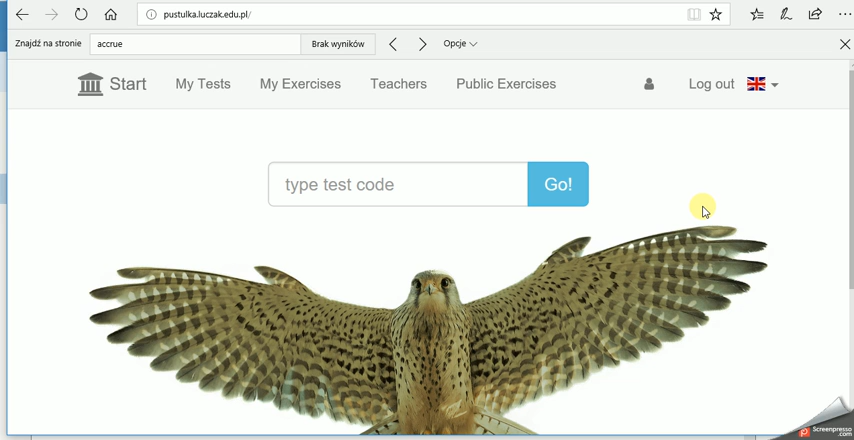 pustulka.luczak.edu.pl/
Znajdź na stronie accrue Brak wyników Opcje
Start My Tests My Exercises Teachers Public Exercises Log out
type test code Go!
Screenpresso
.com